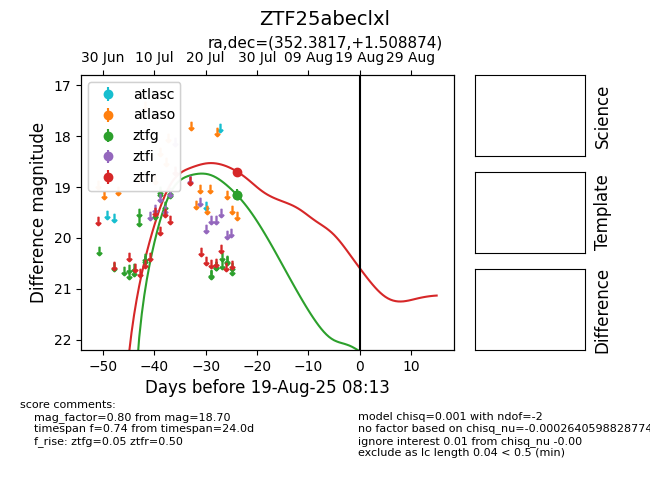 ZTF25abeclxl
ra,dec=(352.3817,+1.508874)
30 Jun 10 Jul 20 Jul 30 Jul 09 Aug 19 Aug 29 Aug
17
18
19
20
21
22
Difference magnitude
atlasc
atlaso
ztfg
ztfi
ztfr
−50 −40 −30 −20 −10 0 10
Days before 19-Aug-25 08:13
Science
Template
Difference
score comments:
mag_factor=0.80 from mag=18.70
timespan f=0.74 from timespan=24.0d
f_rise: ztfg=0.05 ztfr=0.50
model chisq=0.001 with ndof=-2
no factor based on chisq_nu=-0.0002640598828774
ignore interest 0.01 from chisq_nu -0.00
exclude as lc length 0.04 < 0.5 (min)